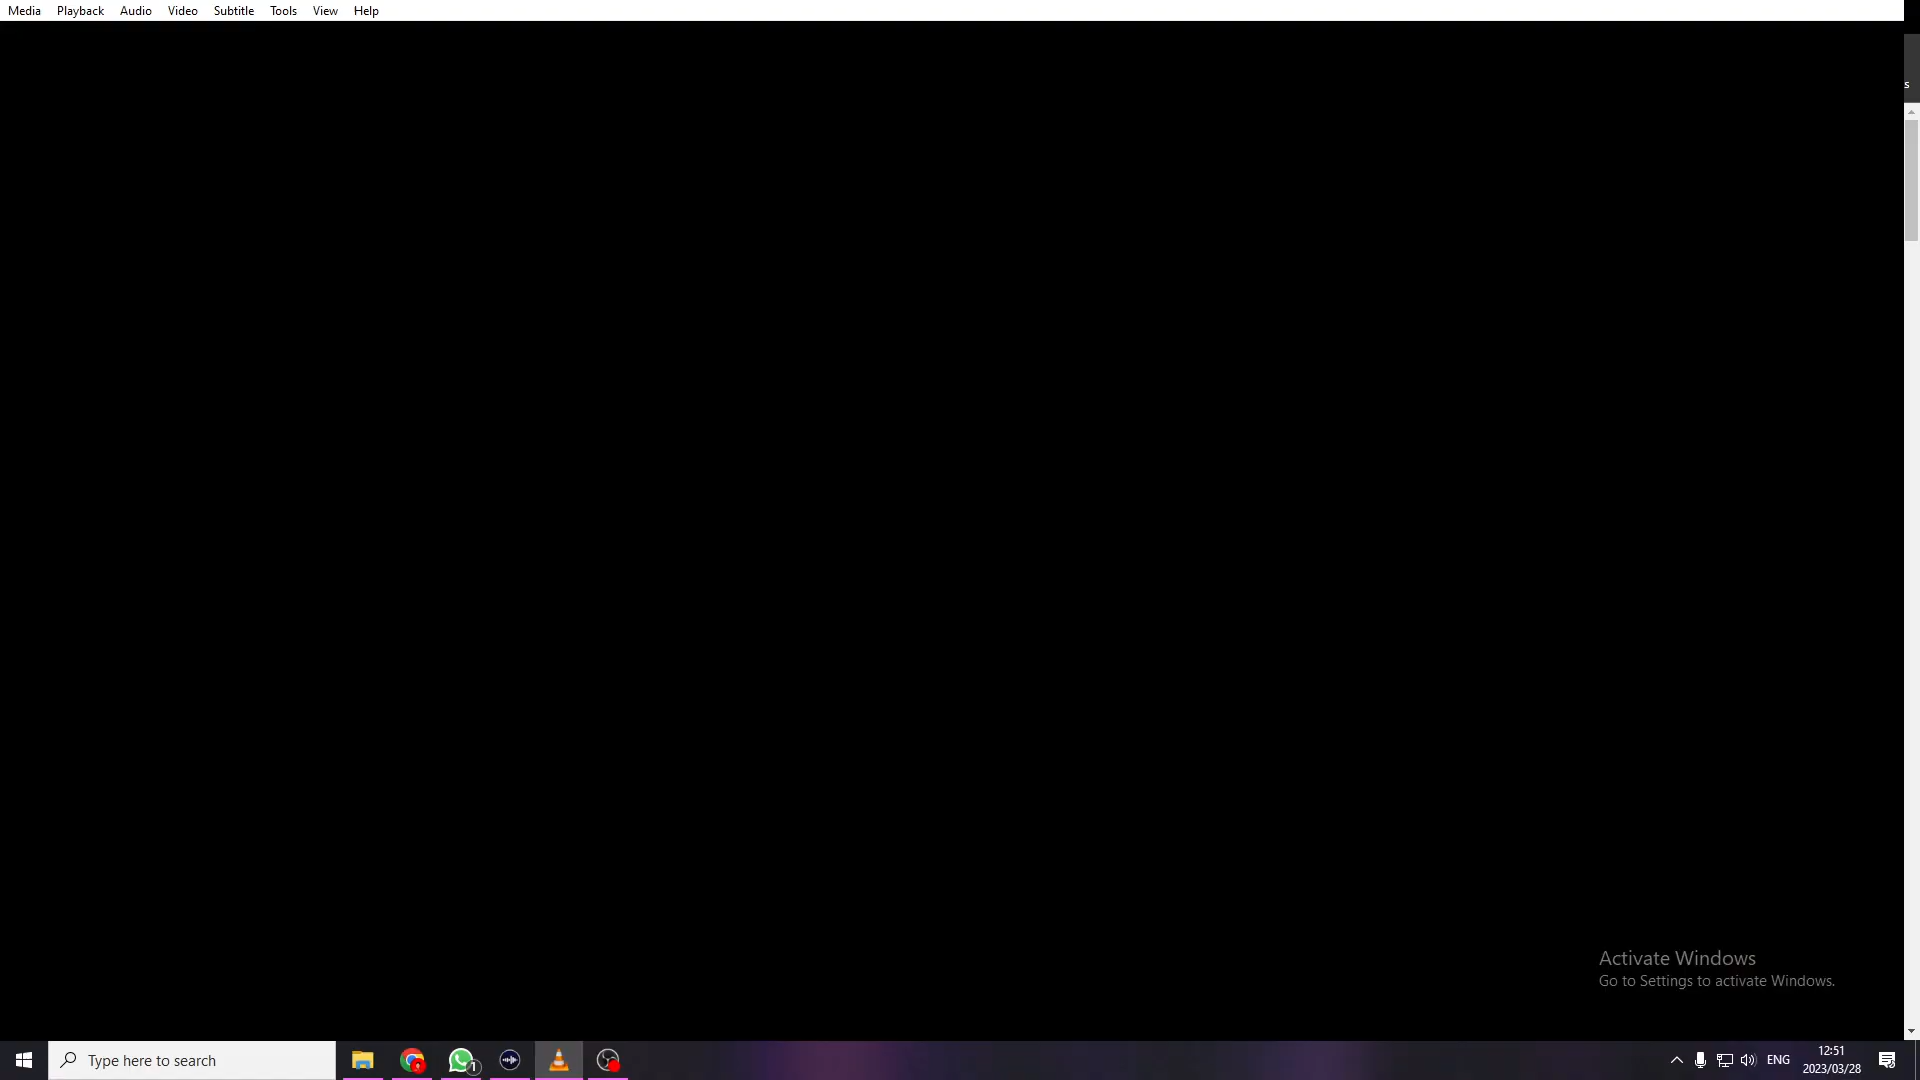 Media Playback Audio Video Subtitle Tools View Help
s
Activate Windows
Go to Settings to activate Windows.
Type here to search
1
ENG
12:51
2023/03/28